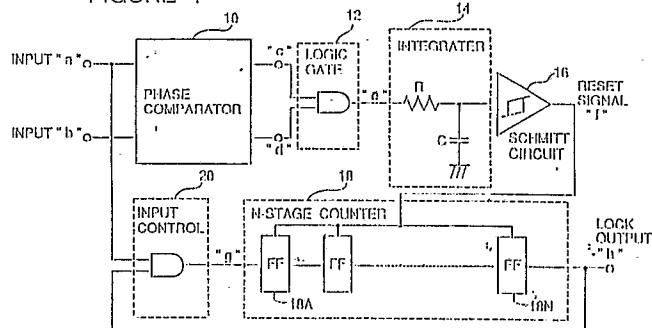 FIGURE 1
10
12
14
INPUT "a"
"c"
LOGIC
GATE
INTEGRATER
16
PHASE
COMPARATOR
"e"
R
RESET
SIGNAL
"f"
INPUT "b"
"d"
C
SCHMITT
CIRCUIT
20
18
INPUT
CONTROL
N-STAGE COUNTER
LOCK
OUTPUT
"h"
"g"
FF
FF
FF
18A
18N